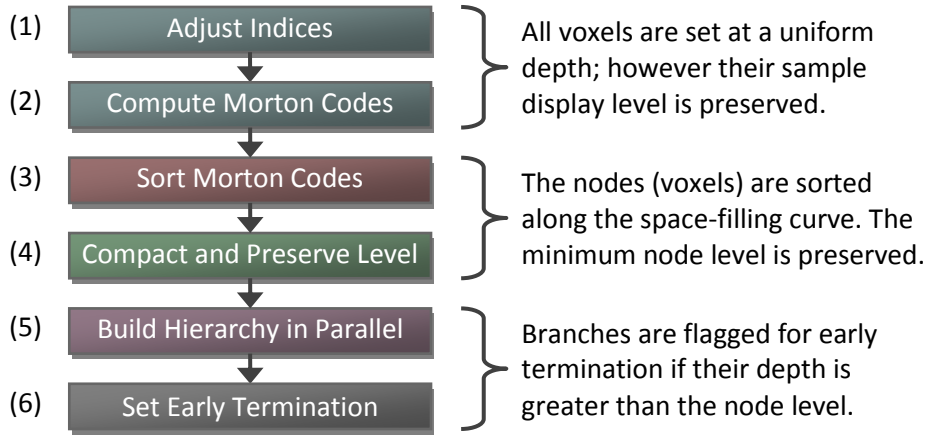 (1) Adjust Indices
(2) Compute Morton Codes
All voxels are set at a uniform
depth; however their sample
display level is preserved.
(3) Sort Morton Codes
(4) Compact and Preserve Level
The nodes (voxels) are sorted
along the space-filling curve. The
minimum node level is preserved.
(5) Build Hierarchy in Parallel
(6) Set Early Termination
Branches are flagged for early
termination if their depth is
greater than the node level.